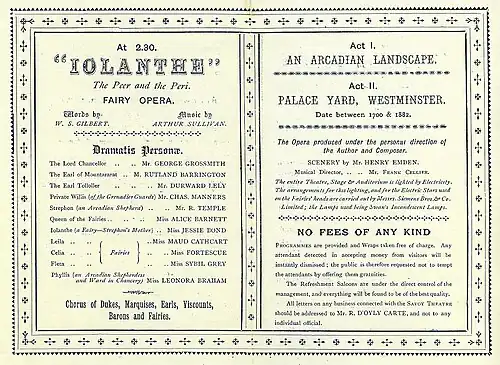 At 2.30.
"IOLANTHE"
The Peer and the Peri.
FAIRY OPERA.
Words by Music by
W. S. GILBERT. ARTHUR SULLIVAN.
Dramatis Personæ.
The Lord Chancellor .. .. Mr. GEORGE GROSSMITH
The Earl of Mountararat .. M. RUTLAND BARRINGTON
The Earl Tolloller .. .. Mr. DURWARD LELY
Private Willis (of the Grenadier Guards) Mr. CHAS. MANNERS
Strephon (an Arcadian Shepherd) .. .. Mr. R. TEMPLE
Queen of the Fairies .. .. Miss ALICE BARNETT
Iolanthe (a Fairy—Strephon's Mother) .. Miss JESSIE BOND
Leila .. .. Miss MAUD CATHCART
Celia .. .. Fairies .. Miss FORTESCUE
Fleta .. .. Miss SYBIL GREY
Phyllis (an Arcadian Shepherdess
and Ward in Chancery) Miss LEONORA BRAHAM
Chorus of Dukes, Marquises, Earls, Viscounts,
Barons and Fairies.
Act I.
AN ARCADIAN LANDSCAPE.
Act II.
PALACE YARD, WESTMINSTER.
Date between 1700 & 1882.
The Opera produced under the personal direction of
the Author and Composer.
SCENERY by Mr. HENRY EMDEN.
Musical Director, .. .. Mr. FRANK CELLIER.
The entire Theatre, Stage & Auditorium is lighted by Electricity.
The arrangements for this lighting, and for the Electric Stars used
on the Fairies' heads are carried out by Messrs. Siemens Bros. & Co.
Limited; the Lamps used being Swan's Incandescent Lamps.
NO FEES OF ANY KIND
PROGRAMMES are provided and Wraps taken free of charge. Any
attendant detected in accepting money from visitors will be
instantly dismissed; the public is therefore requested not to tempt
the attendants by offering them gratuities.
The Refreshment Saloons are under the direct control of the
management, and everything will be found to be of the best quality.
All letters on any business connected with the SAVOY THEATRE
should be addressed to Mr. R. D'OYLY CARTE, and not to any
individual official.